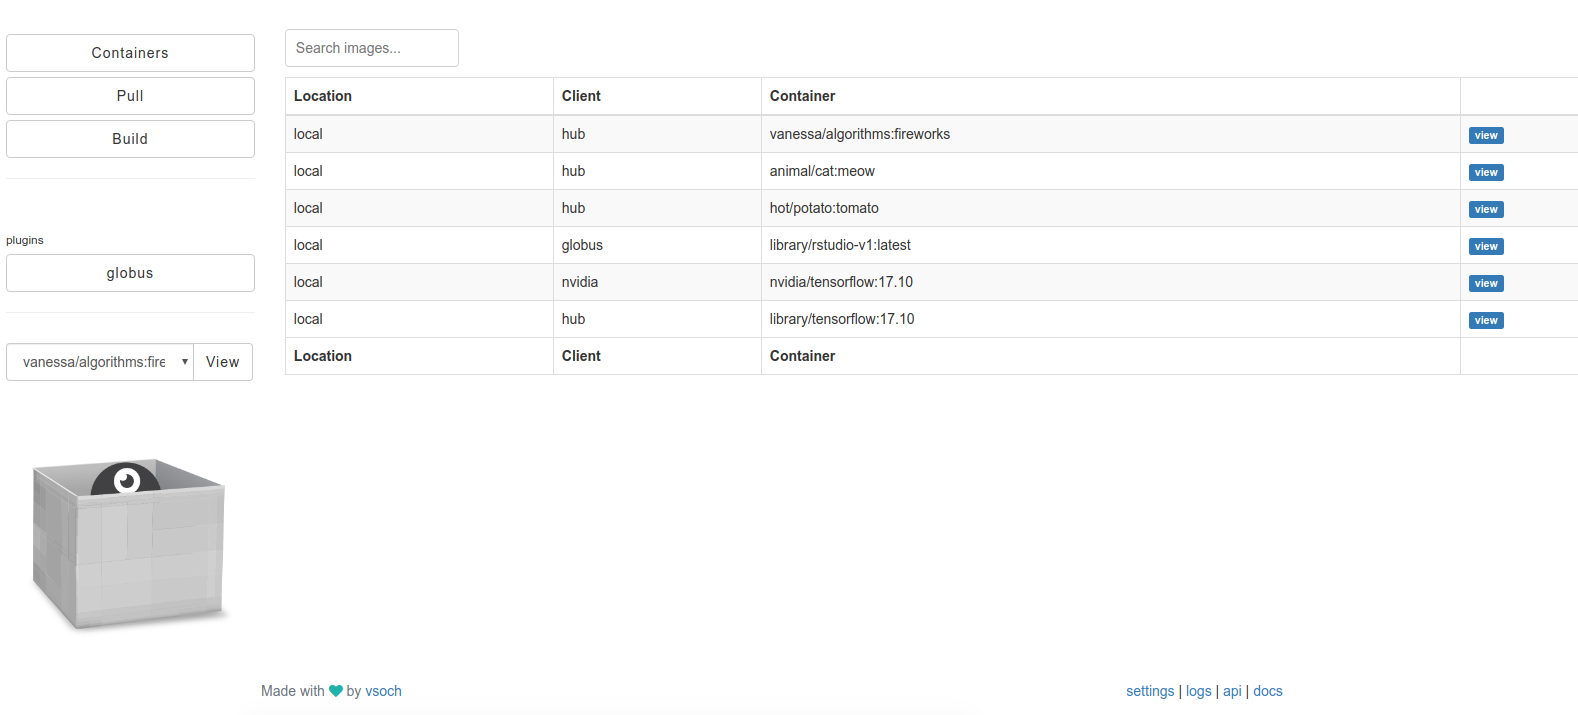 Containers
Pull
Build
plugins
globus
vanessa/algorithms:fire View
Search images...
Location Client Container
local hub vanessa/algorithms:fireworks view
local hub animal/cat:meow view
local hub hot/potato:tomato view
local globus library/rstudio-v1:latest view
local nvidia nvidia/tensorflow:17.10 view
local hub library/tensorflow:17.10 view
Location Client Container
Made with by vsoch
settings | logs | api | docs